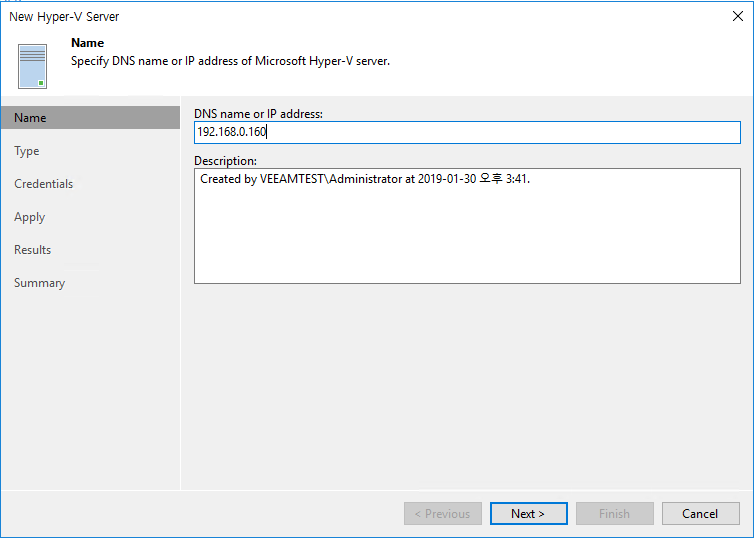 New Hyper-V Server
Name
Specify DNS name or IP address of Microsoft Hyper-V server.
Name
Type
Credentials
Apply
Results
Summary
DNS name or IP address:
192.168.0.160
Description:
Created by VEEAMTEST\Administrator at 2019-01-30 오후 3:41.
< Previous
Next >
Finish
Cancel